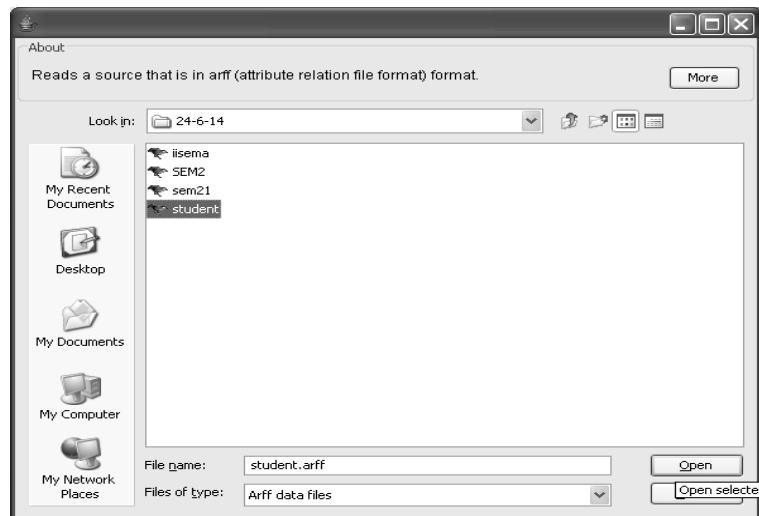 About
Reads a source that is in arff (attribute relation file format) format.
More
Look in:
24-6-14
iisema
SEM2
sem21
student
My Recent
Documents
Desktop
My Documents
My Computer
My Network
Places
File name:
student.arff
Open
Files of type:
Arff data files
Open selecte